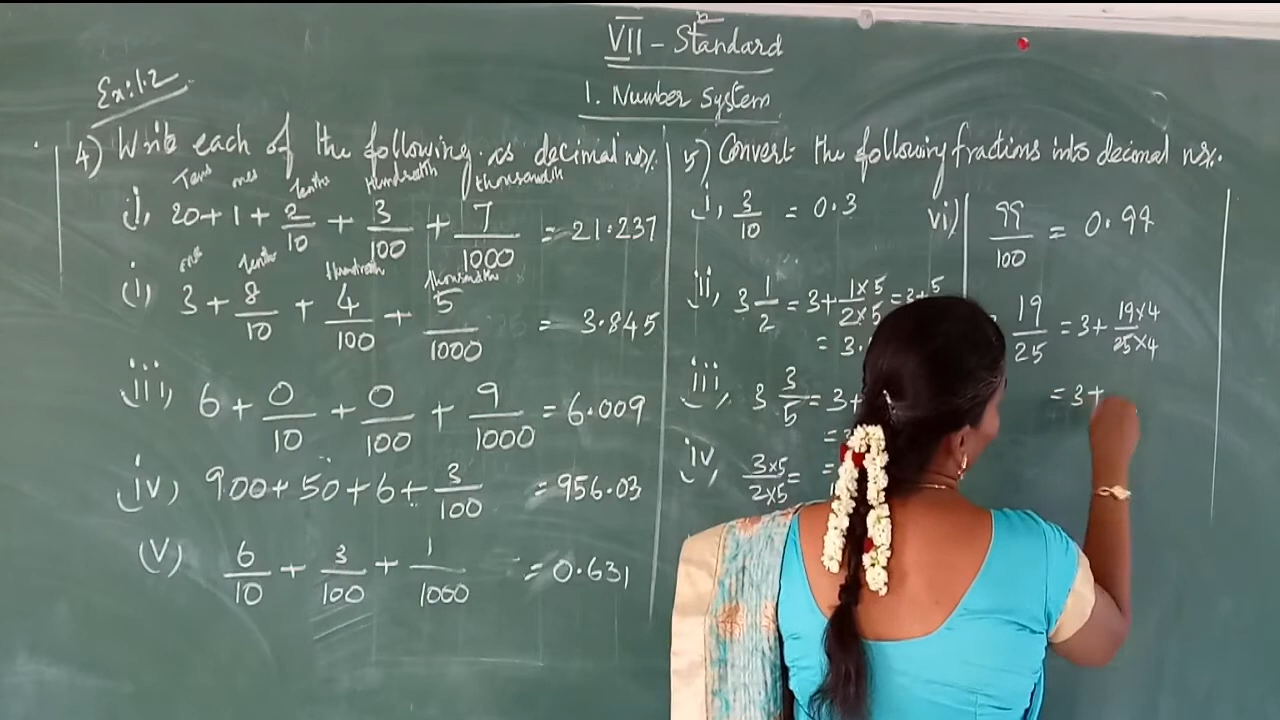 VII - Standard
1. Number System
Ex: 1.2
4) Write each of the following as decimal nos.
Tens ones Tenths Hundredth thousandth
i), 20 + 1 + 2/10 + 3/100 + 7/1000 = 21.237
one Tenths Hundredth thousandth
(i) 3 + 8/10 + 4/100 + 5/1000 = 3.845
iii, 6 + 0/10 + 0/100 + 9/1000 = 6.009
iv) 900 + 50 + 6 + 3/100 = 956.03
(V) 6/10 + 3/100 + 1/1000 = 0.631
5) Convert the following fractions into decimal nos.
i, 3/10 = 0.3
ii, 3 1/2 = 3 + 1×5/2×5 = 3 + 5
= 3.
iii, 3 3/5 = 3 +
=
iv, 3×5/2×5 = =
vi) 99/100 = 0.99
19/25 = 3 + 19×4/25×4
= 3 +